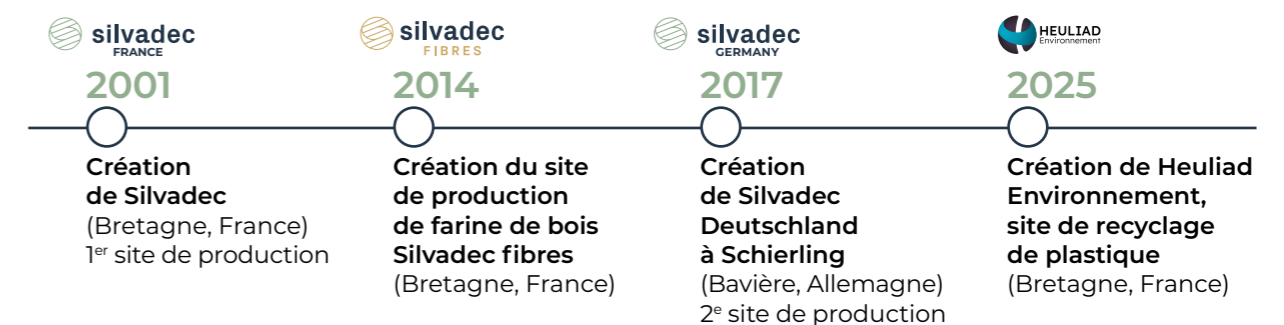 silvadec
FRANCE
2001
Création
de Silvadec
(Bretagne, France)
1er site de production
silvadec
FIBRES
2014
Création du site
de production
de farine de bois
Silvadec fibres
(Bretagne, France)
silvadec
GERMANY
2017
Création
de Silvadec
Deutschland
à Schierling
(Bavière, Allemagne)
2e site de production
HEULIAD
Environnement
2025
Création de Heuliad
Environnement,
site de recyclage
de plastique
(Bretagne, France)